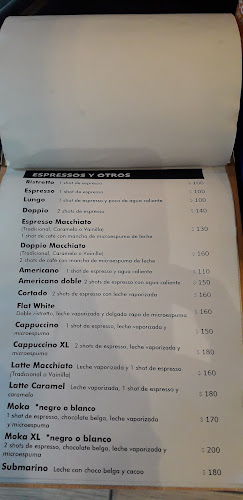 ESPRESSOS Y OTROS
Ristretto 1 shot de espresso $ 100
Espresso 1 shot de espresso $ 100
Lungo 1 shot de espresso y poco de agua caliente $ 100
Doppio 2 shots de espresso $ 140
Espresso Macchiato
(Tradicional, Caramelo o Vainilla) $ 130
1 shot de café con mancha de microespuma de leche
Doppio Macchiato
(Tradicional, Caramelo o Vainilla) $ 160
2 shots de café con mancha de microespuma de leche
Americano 1 shot de espresso y agua caliente $ 110
Americano doble 2 shots de espresso con agua caliente $ 150
Cortado 2 shots de espresso con leche vaporizada $ 160
Flat White
Doble ristretto, leche vaporizada y delgada capa de microespuma $ 160
Cappuccino 1 shot de espresso, leche vaporizada y
microespuma $ 150
Cappuccino XL 2 shots de espresso, leche vaporizada y
microespuma $ 180
Latte Macchiato Leche vaporizada y 1 shot de espresso
(Tradicional o Vainilla) $ 160
Latte Caramel Leche vaporizada, 1 shot de espresso y
caramelo $ 180
Moka *negro o blanco
1 shot de espresso, chocolate belga, leche vaporizada
y microespuma $ 170
Moka XL *negro o blanco
2 shots de espresso, chocolate belga, leche vaporizada y
microespuma $ 200
Submarino Leche con choco belga y cacao $ 180